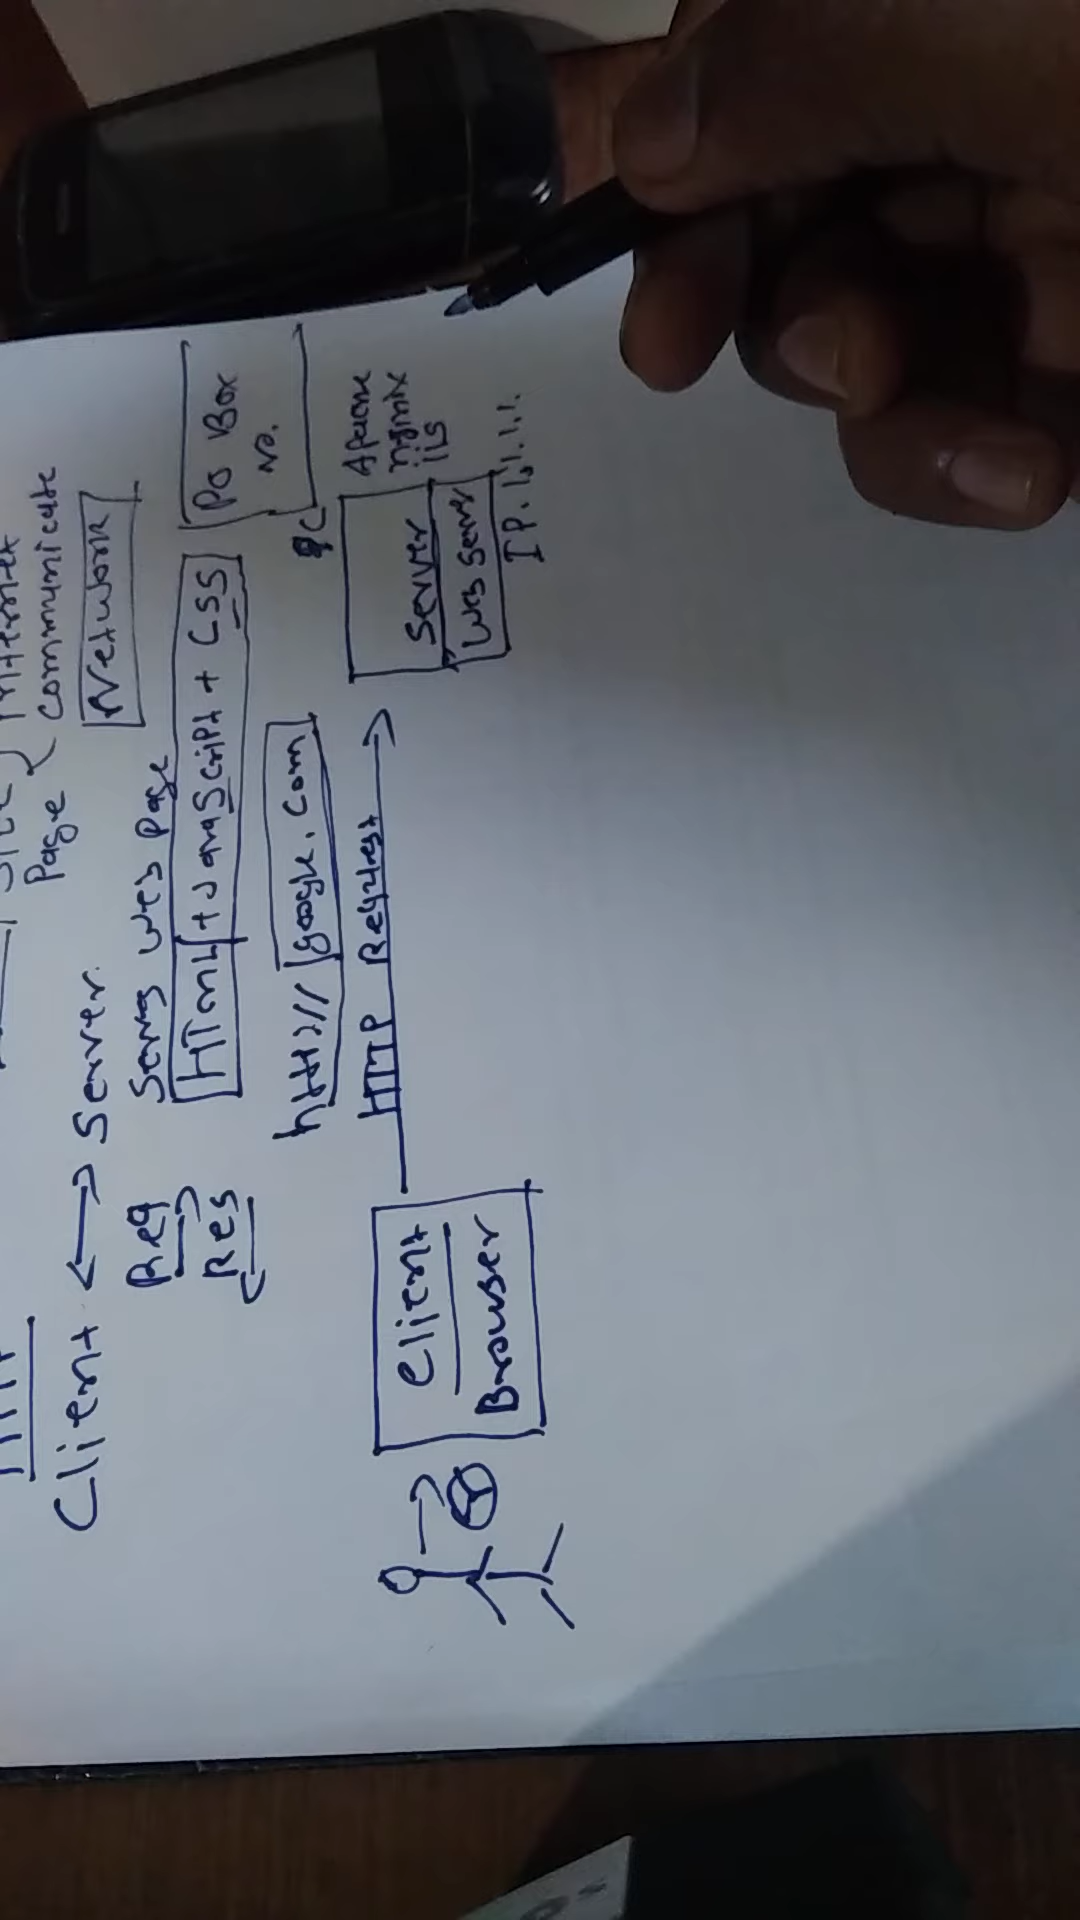 Page { Communicate
Client ↔ Server
Network
Req
Serves Web Page
Res
HTML + JavaScript + CSS
PO Box
No.
http// google.com
PC
HTTP Request
Apache
nginx
iis
Client
Browser
Server
Web Server
IP. 1.1.1.1.